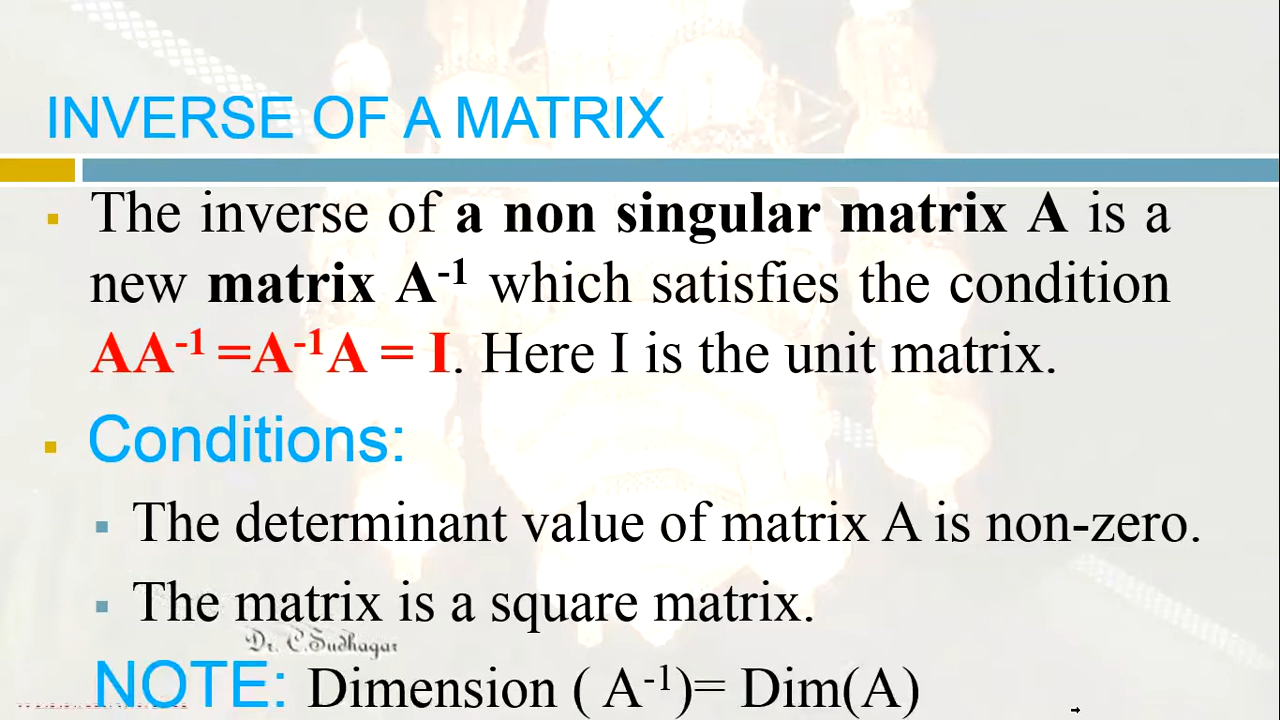 INVERSE OF A MATRIX
The inverse of a non singular matrix A is a
new matrix A⁻¹ which satisfies the condition
AA⁻¹ =A⁻¹A = I. Here I is the unit matrix.
Conditions:
The determinant value of matrix A is non-zero.
The matrix is a square matrix.
Dr. C.Sudhagar
NOTE: Dimension ( A⁻¹)= Dim(A)